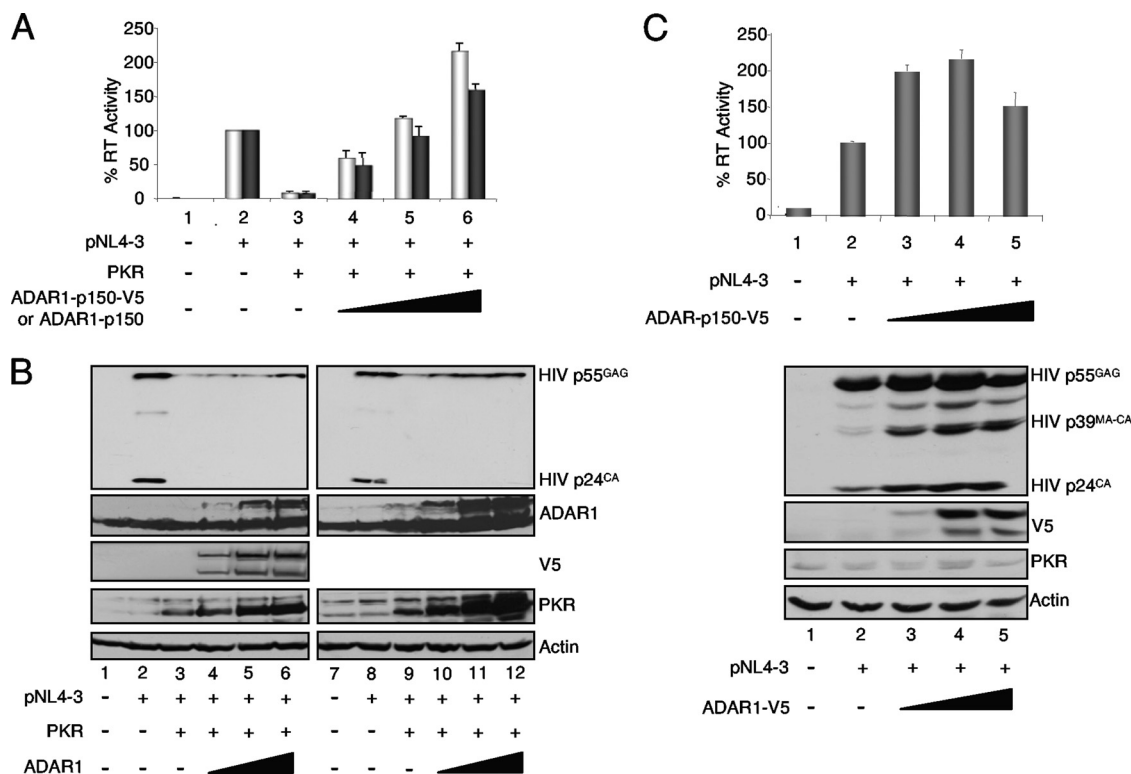 A
% RT Activity
250
200
150
100
50
0
1 2 3 4 5 6
pNL4-3 - + + + + +
PKR - - + + + +
ADAR1-p150-V5
or ADAR1-p150 - - -
B
HIV p55GAG
HIV p24CA
ADAR1
V5
PKR
Actin
1 2 3 4 5 6 7 8 9 10 11 12
pNL4-3 - + + + + + - + + + + +
PKR - - + + + + - - + + + +
ADAR1 - - - - - -
C
% RT Activity
250
200
150
100
50
0
1 2 3 4 5
pNL4-3 - + + + +
ADAR-p150-V5 - -
HIV p55GAG
HIV p39MA-CA
HIV p24CA
V5
PKR
Actin
1 2 3 4 5
pNL4-3 - + + + +
ADAR1-V5 - -